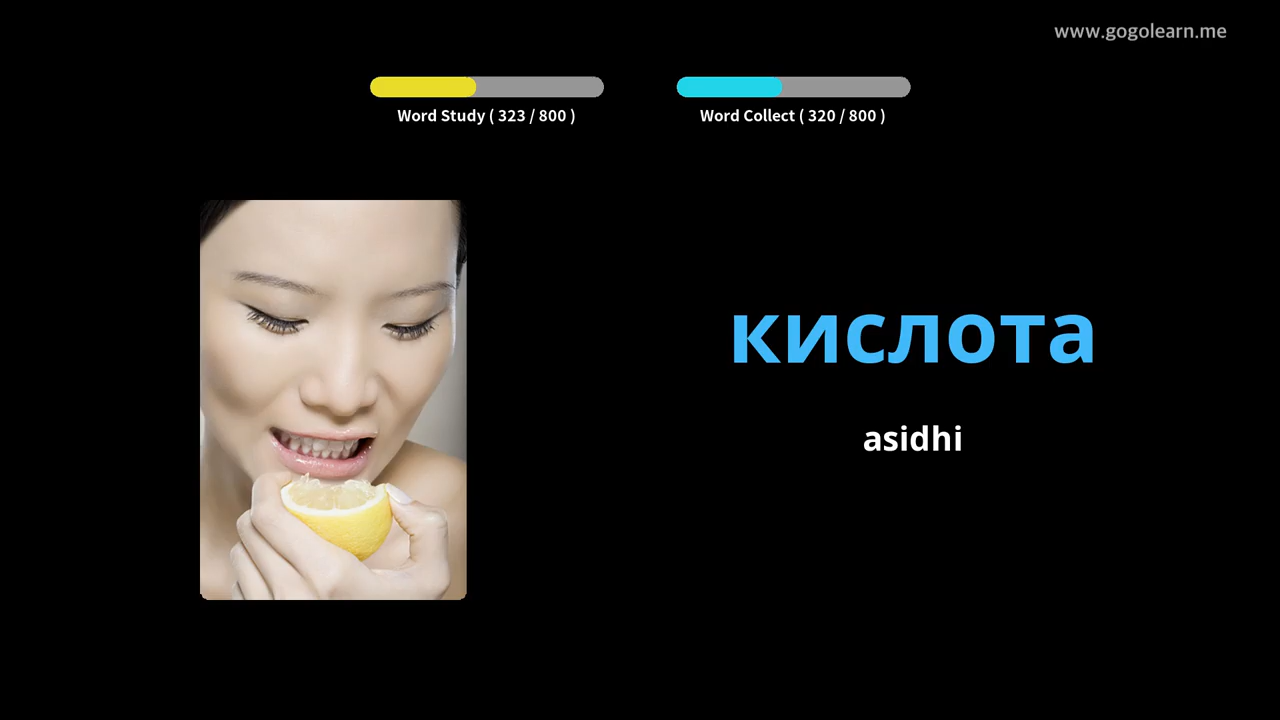 www.gogolearn.me
Word Study ( 323 / 800 )
Word Collect ( 320 / 800 )
кислота
asidhi